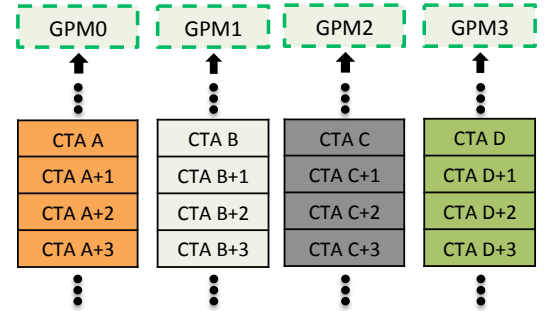 GPM0 GPM1 GPM2 GPM3
CTA A CTA B CTA C CTA D
CTA A+1 CTA B+1 CTA C+1 CTA D+1
CTA A+2 CTA B+2 CTA C+2 CTA D+2
CTA A+3 CTA B+3 CTA C+3 CTA D+3